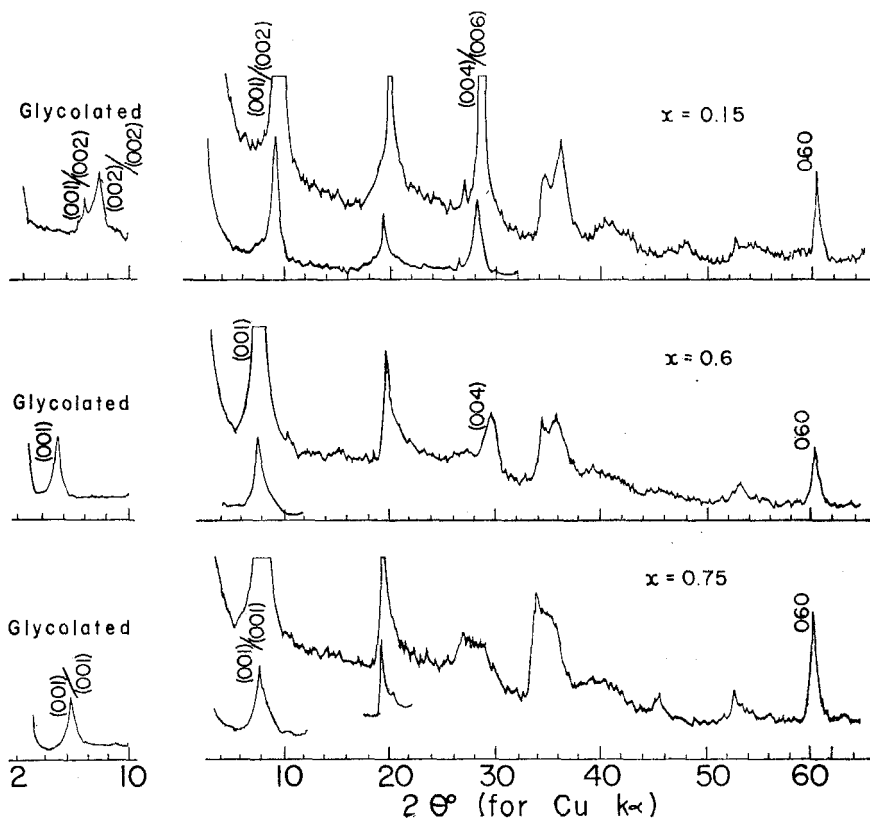 Glycolated
(001)/(002)
(002)/(002)
(001)/(002)
(004)/(006)
x = 0.15
060
Glycolated
(001)
(001)
(004)
x = 0.6
060
Glycolated
(001)/(001)
(001)/(001)
x = 0.75
060
2 10 10 20 30 40 50 60
2 θ° (for Cu kα)